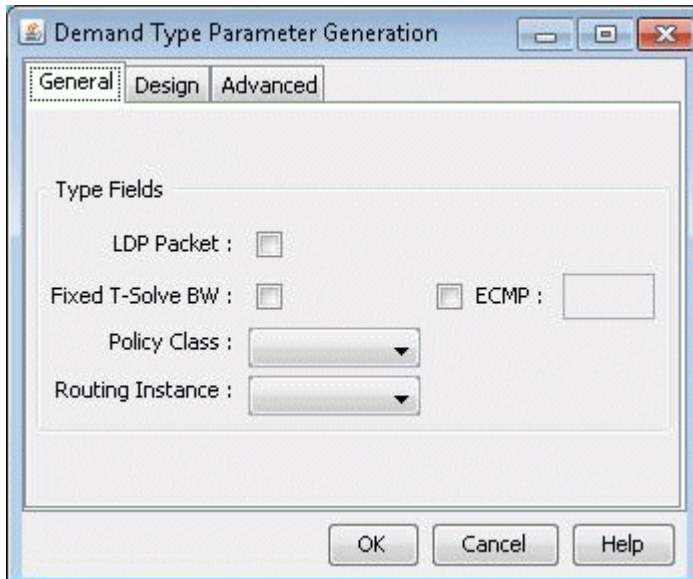 Demand Type Parameter Generation
General Design Advanced
Type Fields
LDP Packet :
Fixed T-Solve BW : ECMP :
Policy Class :
Routing Instance :
OK Cancel Help